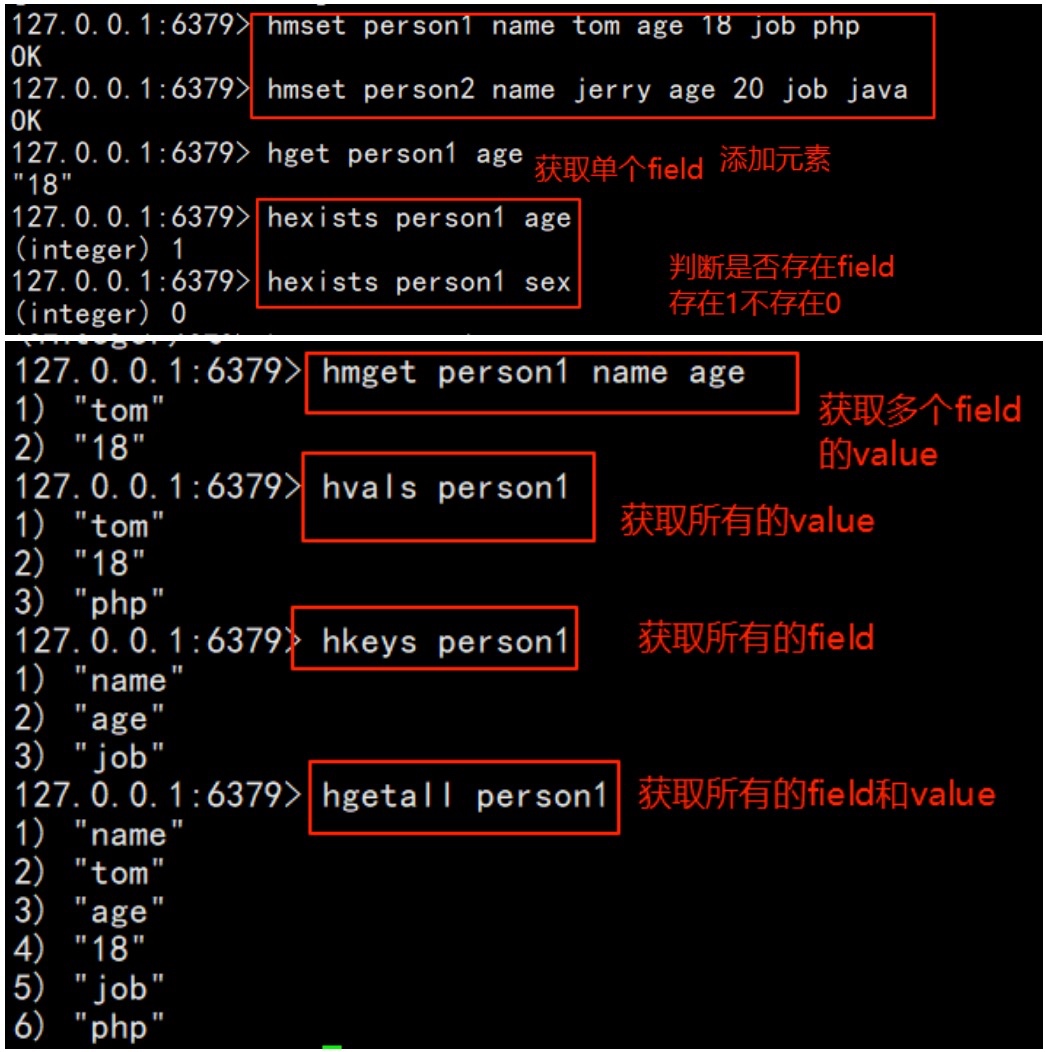 127.0.0.1:6379> hmset person1 name tom age 18 job php
OK
127.0.0.1:6379> hmset person2 name jerry age 20 job java
OK
127.0.0.1:6379> hget person1 age 获取单个field 添加元素
"18"
127.0.0.1:6379> hexists person1 age
(integer) 1
判断是否存在field
127.0.0.1:6379> hexists person1 sex
存在1不存在0
(integer) 0
127.0.0.1:6379> hmget person1 name age
1) "tom"
获取多个field
2) "18"
的value
127.0.0.1:6379> hvals person1
1) "tom"
获取所有的value
2) "18"
3) "php"
127.0.0.1:6379> hkeys person1 获取所有的field
1) "name"
2) "age"
3) "job"
127.0.0.1:6379> hgetall person1 获取所有的field和value
1) "name"
2) "tom"
3) "age"
4) "18"
5) "job"
6) "php"